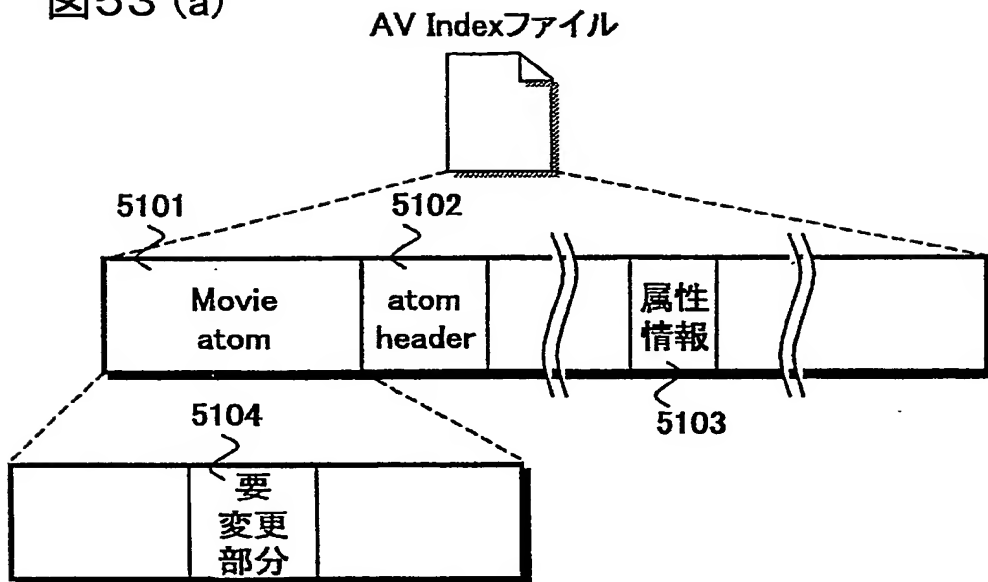 図53 (a)
AV Indexファイル
5101
5102
Movie
atom
atom
header
属性
情報
5103
5104
要
変更
部分